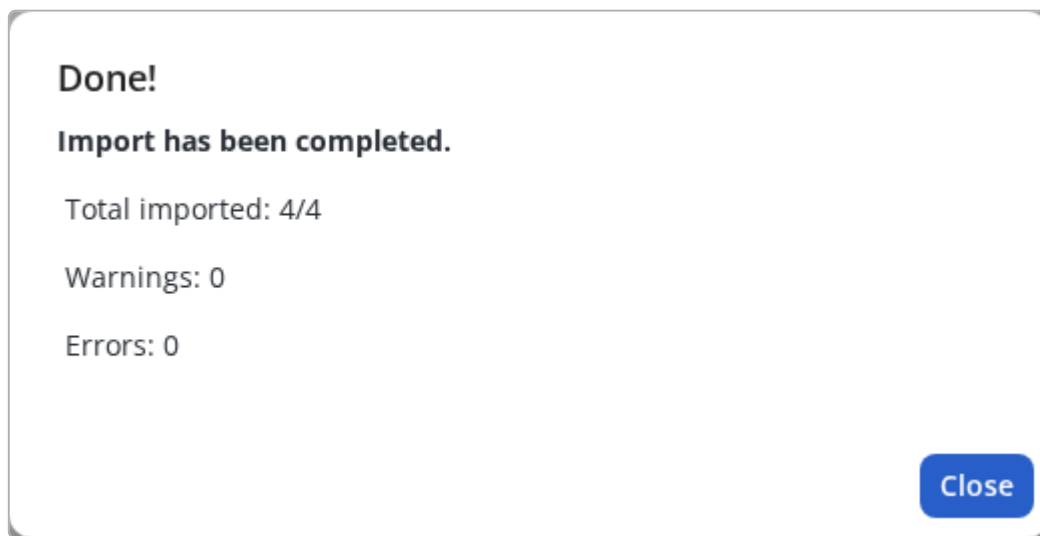 Done!
Import has been completed.
Total imported: 4/4
Warnings: 0
Errors: 0
Close